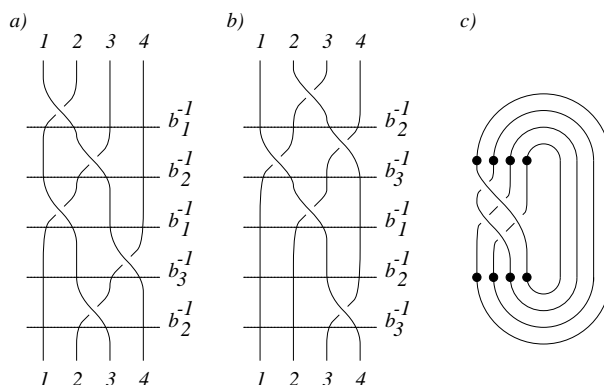 a) b) c)
1 2 3 4 1 2 3 4
b₁⁻¹ b₂⁻¹
b₂⁻¹ b₃⁻¹
b₁⁻¹ b₁⁻¹
b₃⁻¹ b₂⁻¹
b₂⁻¹ b₃⁻¹
1 2 3 4 1 2 3 4